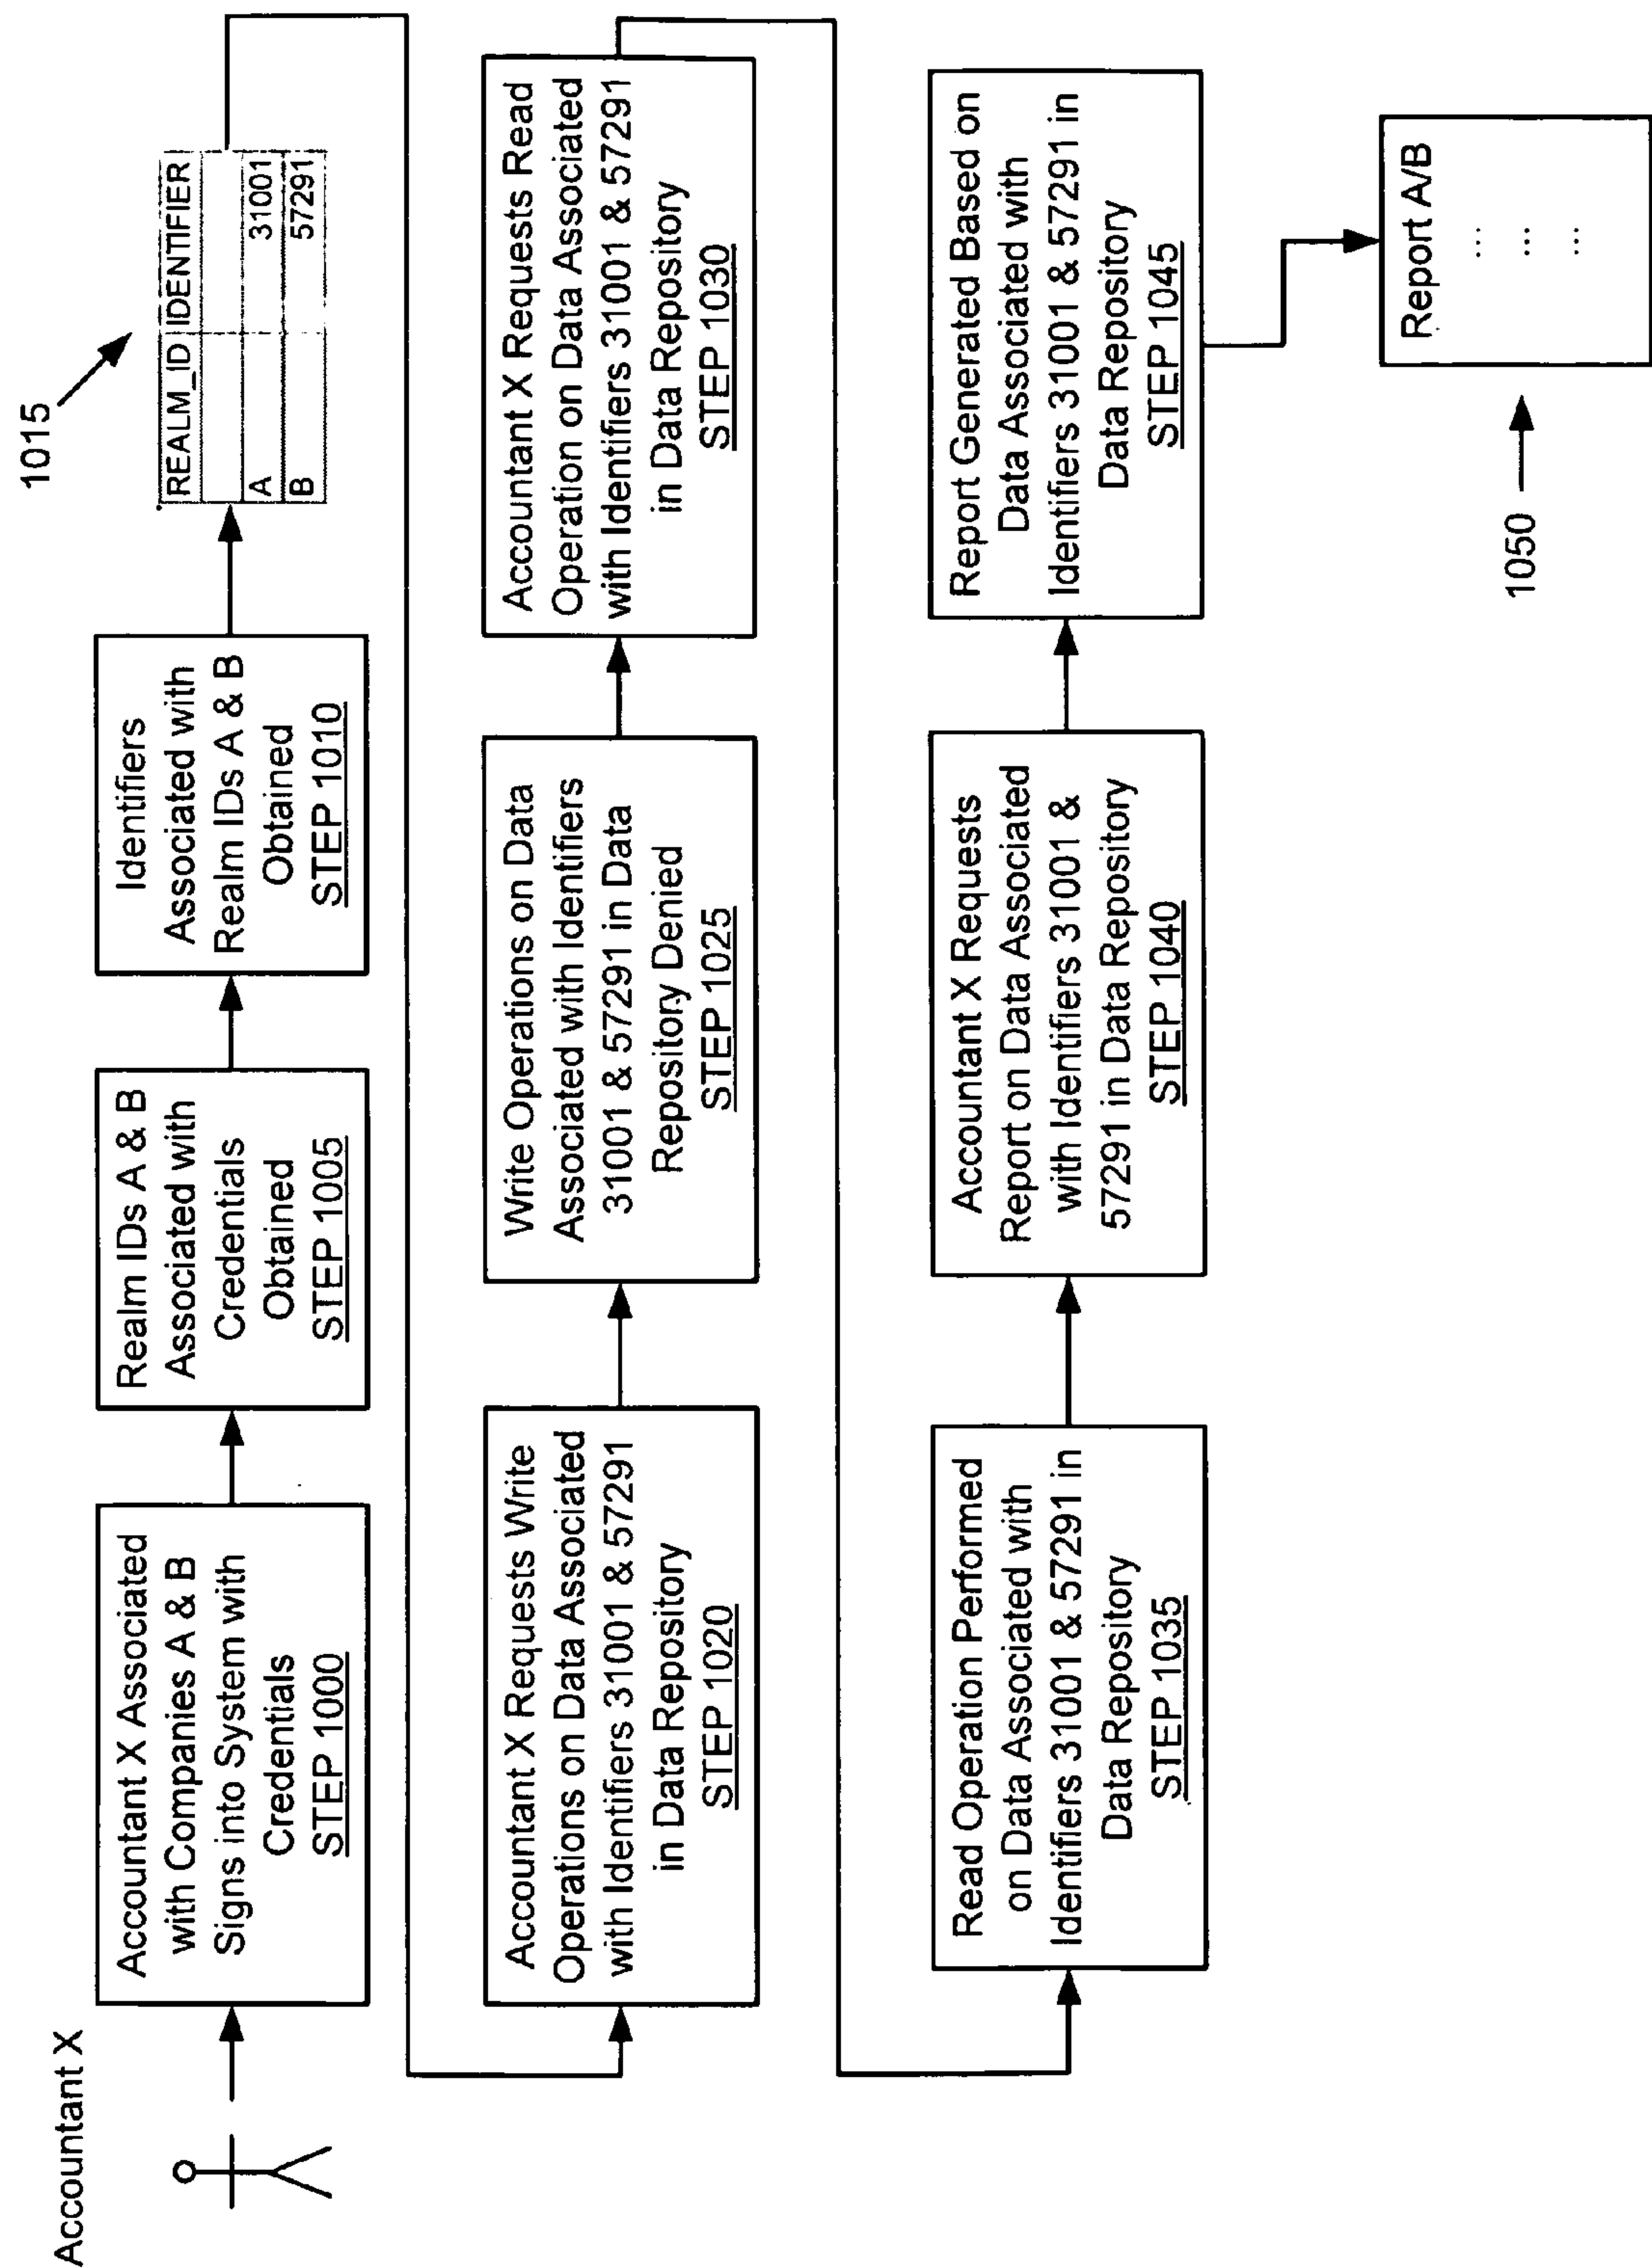 Accountant X
Accountant X Associated
with Companies A & B
Signs into System with
Credentials
STEP 1000
Realm IDs A & B
Associated with
Credentials
Obtained
STEP 1005
Identifiers
Associated with
Realm IDs A & B
Obtained
STEP 1010
1015
REALM_ID IDENTIFIER
A 31001
B 57291
Accountant X Requests Write
Operations on Data Associated
with Identifiers 31001 & 57291
in Data Repository
STEP 1020
Write Operations on Data
Associated with Identifiers
31001 & 57291 in Data
Repository Denied
STEP 1025
Accountant X Requests Read
Operation on Data Associated
with Identifiers 31001 & 57291
in Data Repository
STEP 1030
Read Operation Performed
on Data Associated with
Identifiers 31001 & 57291 in
Data Repository
STEP 1035
Accountant X Requests
Report on Data Associated
with Identifiers 31001 &
57291 in Data Repository
STEP 1040
Report Generated Based on
Data Associated with
Identifiers 31001 & 57291 in
Data Repository
STEP 1045
1050
Report A/B
...
...
...